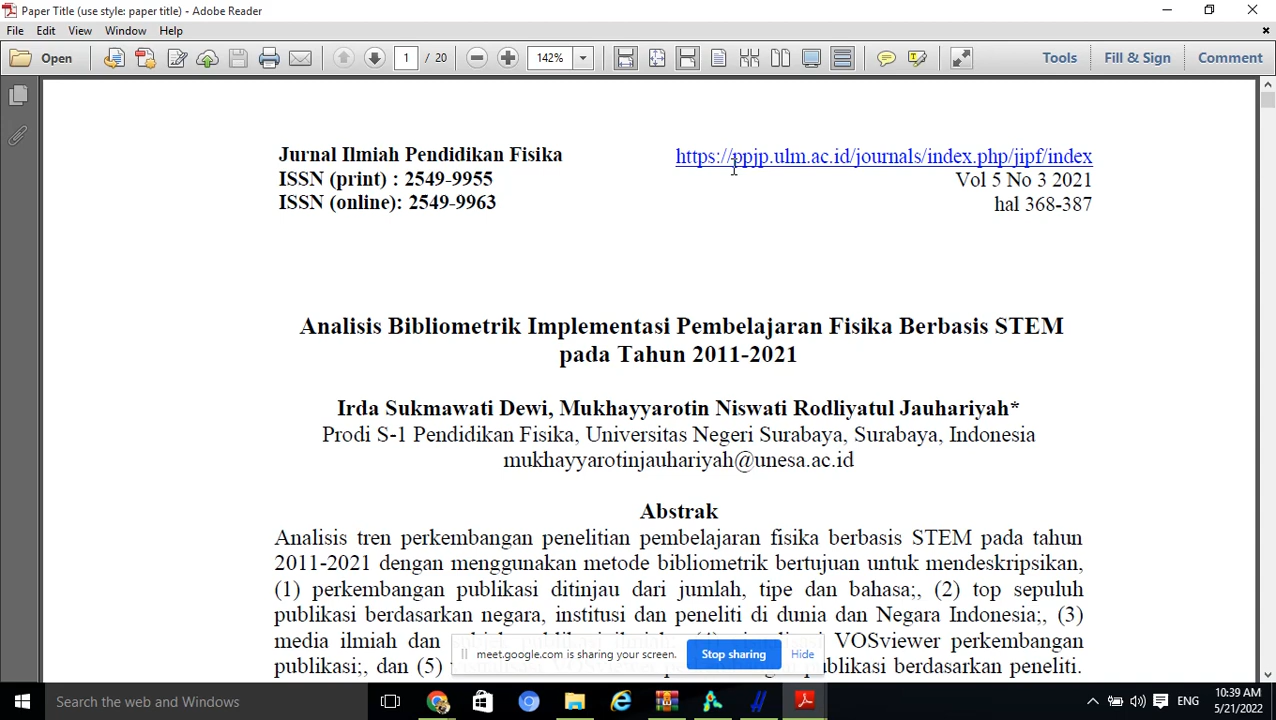 Paper Title (use style: paper title) - Adobe Reader
File Edit View Window Help
Open 1 / 20 142% Tools Fill & Sign Comment
Jurnal Ilmiah Pendidikan Fisika https://ppjp.ulm.ac.id/journals/index.php/jipf/index
ISSN (print) : 2549-9955 Vol 5 No 3 2021
ISSN (online): 2549-9963 hal 368-387
Analisis Bibliometrik Implementasi Pembelajaran Fisika Berbasis STEM
pada Tahun 2011-2021
Irda Sukmawati Dewi, Mukhayyarotin Niswati Rodliyatul Jauhariyah*
Prodi S-1 Pendidikan Fisika, Universitas Negeri Surabaya, Surabaya, Indonesia
mukhayyarotinjauhariyah@unesa.ac.id
Abstrak
Analisis tren perkembangan penelitian pembelajaran fisika berbasis STEM pada tahun
2011-2021 dengan menggunakan metode bibliometrik bertujuan untuk mendeskripsikan,
(1) perkembangan publikasi ditinjau dari jumlah, tipe dan bahasa;, (2) top sepuluh
publikasi berdasarkan negara, institusi dan peneliti di dunia dan Negara Indonesia;, (3)
media ilmiah dan VOSviewer perkembangan
publikasi;, dan (5) publikasi berdasarkan peneliti.
meet.google.com is sharing your screen. Stop sharing Hide
Search the web and Windows ENG 10:39 AM
5/21/2022